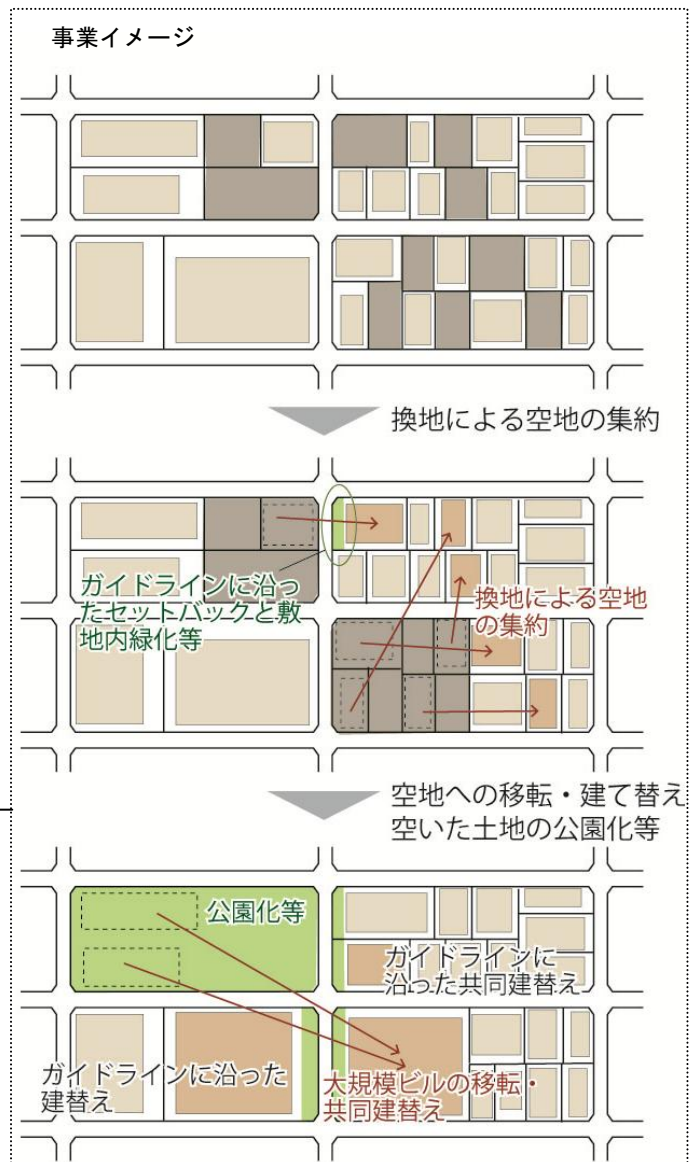 事業イメージ
換地による空地の集約
ガイドラインに沿っ
たセットバックと敷
地内緑化等
換地による空地
の集約
空地への移転・建て替え
空いた土地の公園化等
公園化等
ガイドラインに
沿った共同建替え
ガイドラインに沿った
建替え
大規模ビルの移転・
共同建替え